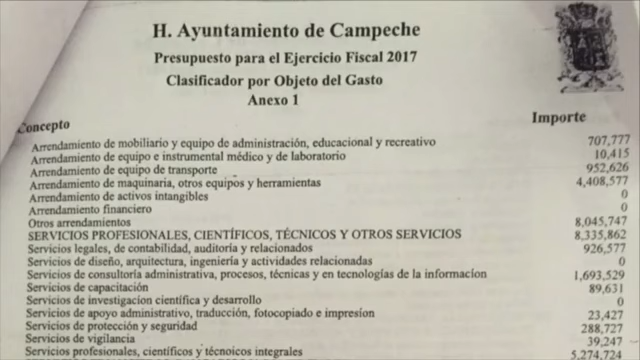 H. Ayuntamiento de Campeche
Presupuesto para el Ejercicio Fiscal 2017
Clasificador por Objeto del Gasto
Anexo 1
Concepto Importe
Arrendamiento de mobiliario y equipo de administración, educacional y recreativo 707,777
Arrendamiento de equipo e instrumental médico y de laboratorio 10,415
Arrendamiento de equipo de transporte 952,626
Arrendamiento de maquinaria, otros equipos y herramientas 4,408,577
Arrendamiento de activos intangibles 0
Arrendamiento financiero 0
Otros arrendamientos 8,045,747
SERVICIOS PROFESIONALES, CIENTÍFICOS, TÉCNICOS Y OTROS SERVICIOS 8,335,862
Servicios legales, de contabilidad, auditoría y relacionados 926,577
Servicios de diseño, arquitectura, ingeniería y actividades relacionadas 0
Servicios de consultoría administrativa, procesos, técnicas y en tecnologías de la informacion 1,693,529
Servicios de capacitación 89,631
Servicios de investigacion científica y desarrollo 0
Servicios de apoyo administrativo, traducción, fotocopiado e impresion 23,427
Servicios de protección y seguridad 288,727
Servicios de vigilancia 39,247
Servicios profesionales, científicos y técnoicos integrales 5,274,724